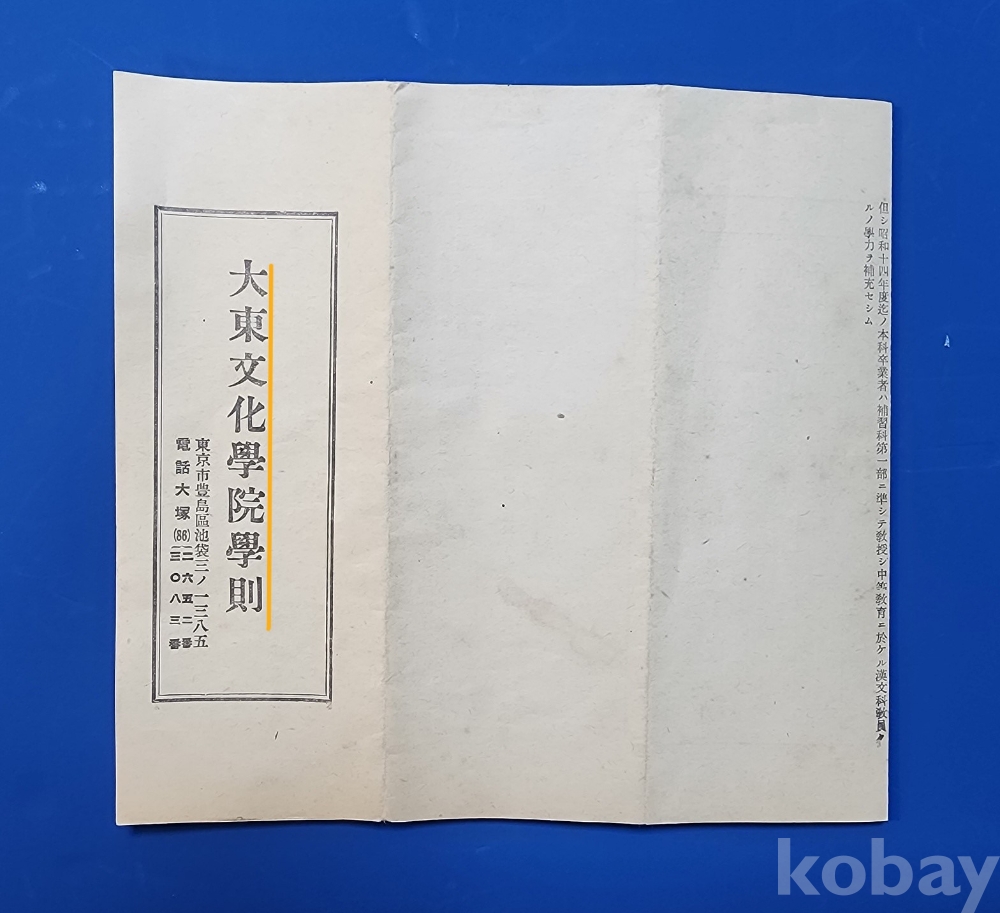 但シ昭和十四年度迄ノ本科卒業者ハ補習科第一部ニ準シテ敎授シ中等敎育ニ於ケル漢文科敎員タ
ルノ學力ヲ補充セシム
大東文化學院學則
東京市豊島區池袋三ノ一三八五
電話大塚(86)二六五二番
三〇八三番
kobay